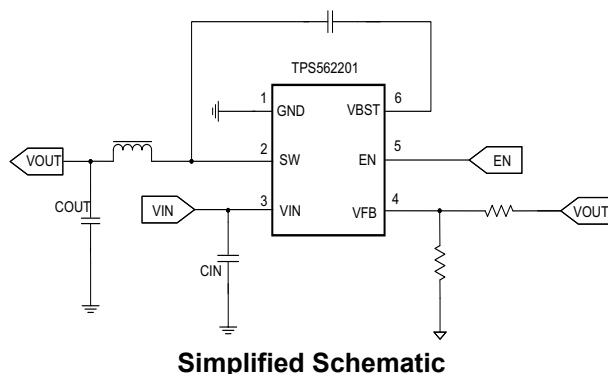 TPS562201
1
GND
VBST
6
2
SW
EN
5
EN
VOUT
COUT
VIN
3
VIN
VFB
4
VOUT
CIN
Simplified Schematic